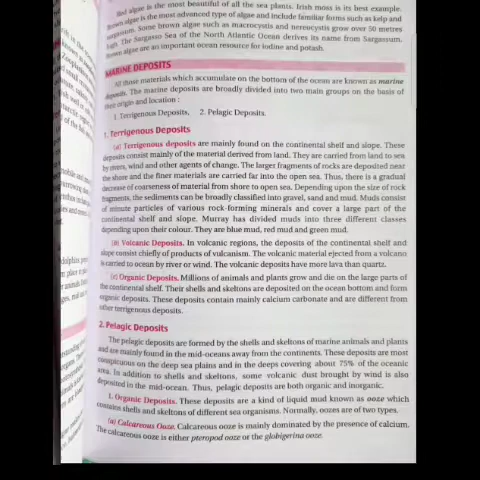 Red algae is the most beautiful of all the sea plants. Irish moss is its best example.
Brown algae is the most advanced type of algae and include familiar forms such as kelp and
sargassum. Some brown algae such as macrocystis and nereocystis grow over 50 metres
high. The Sargasso Sea of the North Atlantic Ocean derives its name from Sargassum.
Brown algae are an important ocean resource for iodine and potash.
MARINE DEPOSITS
All those materials which accumulate on the bottom of the ocean are known as marine
deposits. The marine deposits are broadly divided into two main groups on the basis of
their origin and location :
1. Terrigenous Deposits, 2. Pelagic Deposits.
1. Terrigenous Deposits
(a) Terrigenous deposits are mainly found on the continental shelf and slope. These
deposits consist mainly of the material derived from land. They are carried from land to sea
by rivers, wind and other agents of change. The larger fragments of rocks are deposited near
the shore and the finer materials are carried far into the open sea. Thus, there is a gradual
decrease of coarseness of material from shore to open sea. Depending upon the size of rock
fragments, the sediments can be broadly classified into gravel, sand and mud. Muds consist
of minute particles of various rock-forming minerals and cover a large part of the
continental shelf and slope. Murray has divided muds into three different classes
depending upon their colour. They are blue mud, red mud and green mud.
(b) Volcanic Deposits. In volcanic regions, the deposits of the continental shelf and
slope consist chiefly of products of vulcanism. The volcanic material ejected from a volcano
is carried to ocean by river or wind. The volcanic deposits have more lava than quartz.
(c) Organic Deposits. Millions of animals and plants grow and die on the large parts of
the continental shelf. Their shells and skeltons are deposited on the ocean bottom and form
organic deposits. These deposits contain mainly calcium carbonate and are different from
other terrigenous deposits.
2. Pelagic Deposits
The pelagic deposits are formed by the shells and skeltons of marine animals and plants
and are mainly found in the mid-oceans away from the continents. These deposits are most
conspicuous on the deep sea plains and in the deeps covering about 75% of the oceanic
area. In addition to shells and skeltons, some volcanic dust brought by wind is also
deposited in the mid-ocean. Thus, pelagic deposits are both organic and inorganic.
1. Organic Deposits. These deposits are a kind of liquid mud known as ooze which
contains shells and skeltons of different sea organisms. Normally, oozes are of two types.
(a) Calcareous Ooze. Calcareous ooze is mainly dominated by the presence of calcium.
The calcareous ooze is either pteropod ooze or the globigerina ooze.